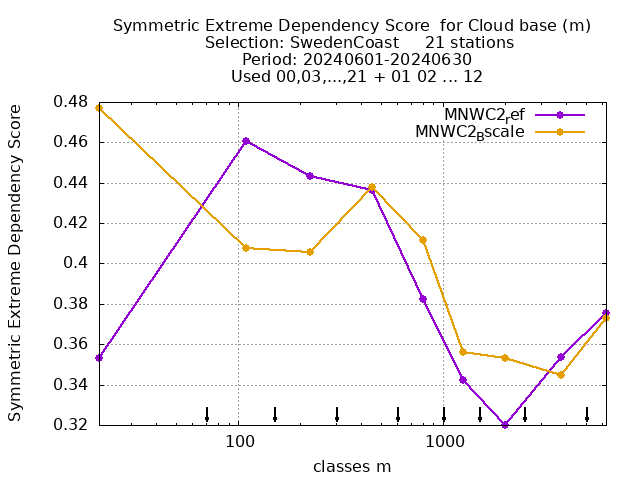 Symmetric Extreme Dependency Score for Cloud base (m)
Selection: SwedenCoast 21 stations
Period: 20240601-20240630
Used 00,03,...,21 + 01 02 ... 12
MNWC2ref
MNWC2Bscale
Symmetric Extreme Dependency Score
0.48
0.46
0.44
0.42
0.4
0.38
0.36
0.34
0.32
100
1000
classes m